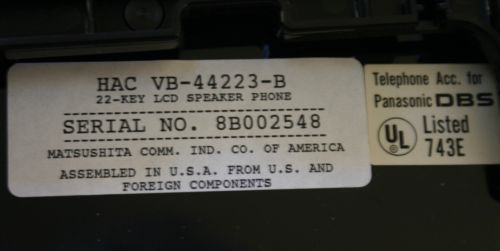 HAC VB-44223-B
22-KEY LCD SPEAKER PHONE
SERIAL NO. 8B002548
MATSUSHITA COMM. IND. CO. OF AMERICA
ASSEMBLED IN U.S.A. FROM U.S. AND
FOREIGN COMPONENTS
Telephone Acc. for
Panasonic DBS
UL Listed
743E